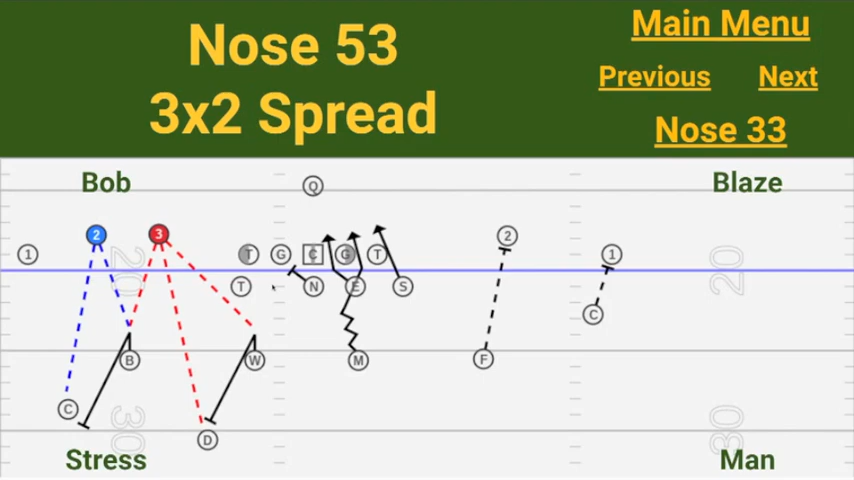 Nose 53
3x2 Spread
Main Menu
Previous Next
Nose 33
Bob Blaze
Q
1 2 3 T G C G T 2 1
20 20
T N E S
C
B W M F
C D
30 30
Stress Man